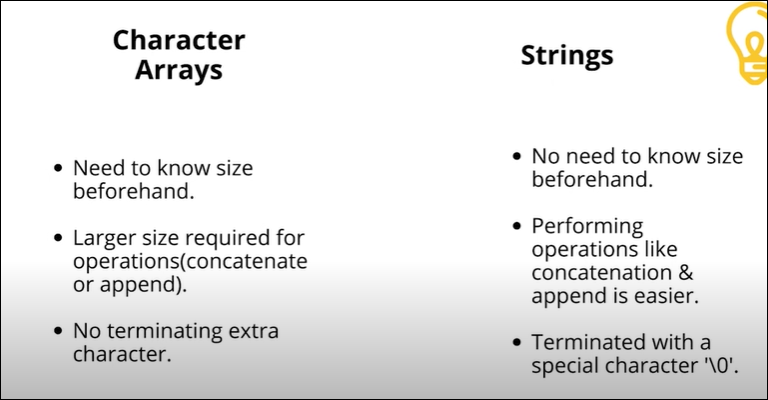 Character
Arrays
• Need to know size
beforehand.
• Larger size required for
operations(concatenate
or append).
• No terminating extra
character.
Strings
• No need to know size
beforehand.
• Performing
operations like
concatenation &
append is easier.
• Terminated with a
special character '\0'.